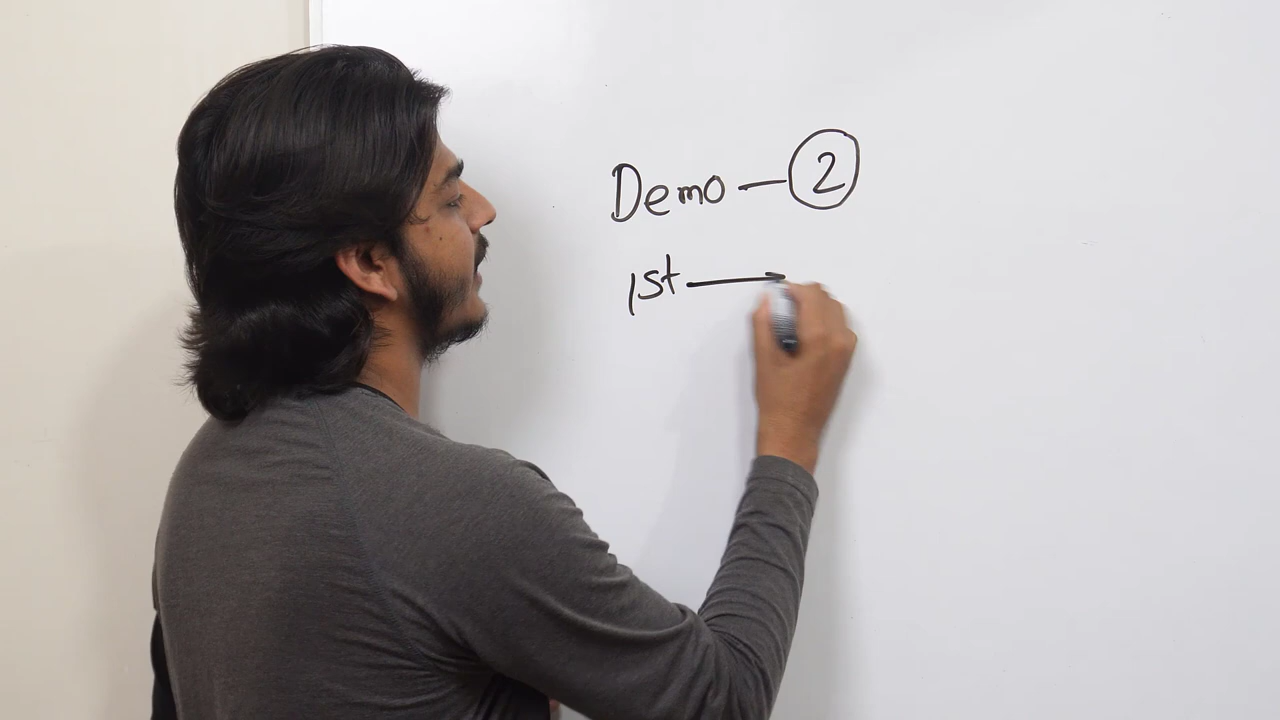 Demo — 2
1st →